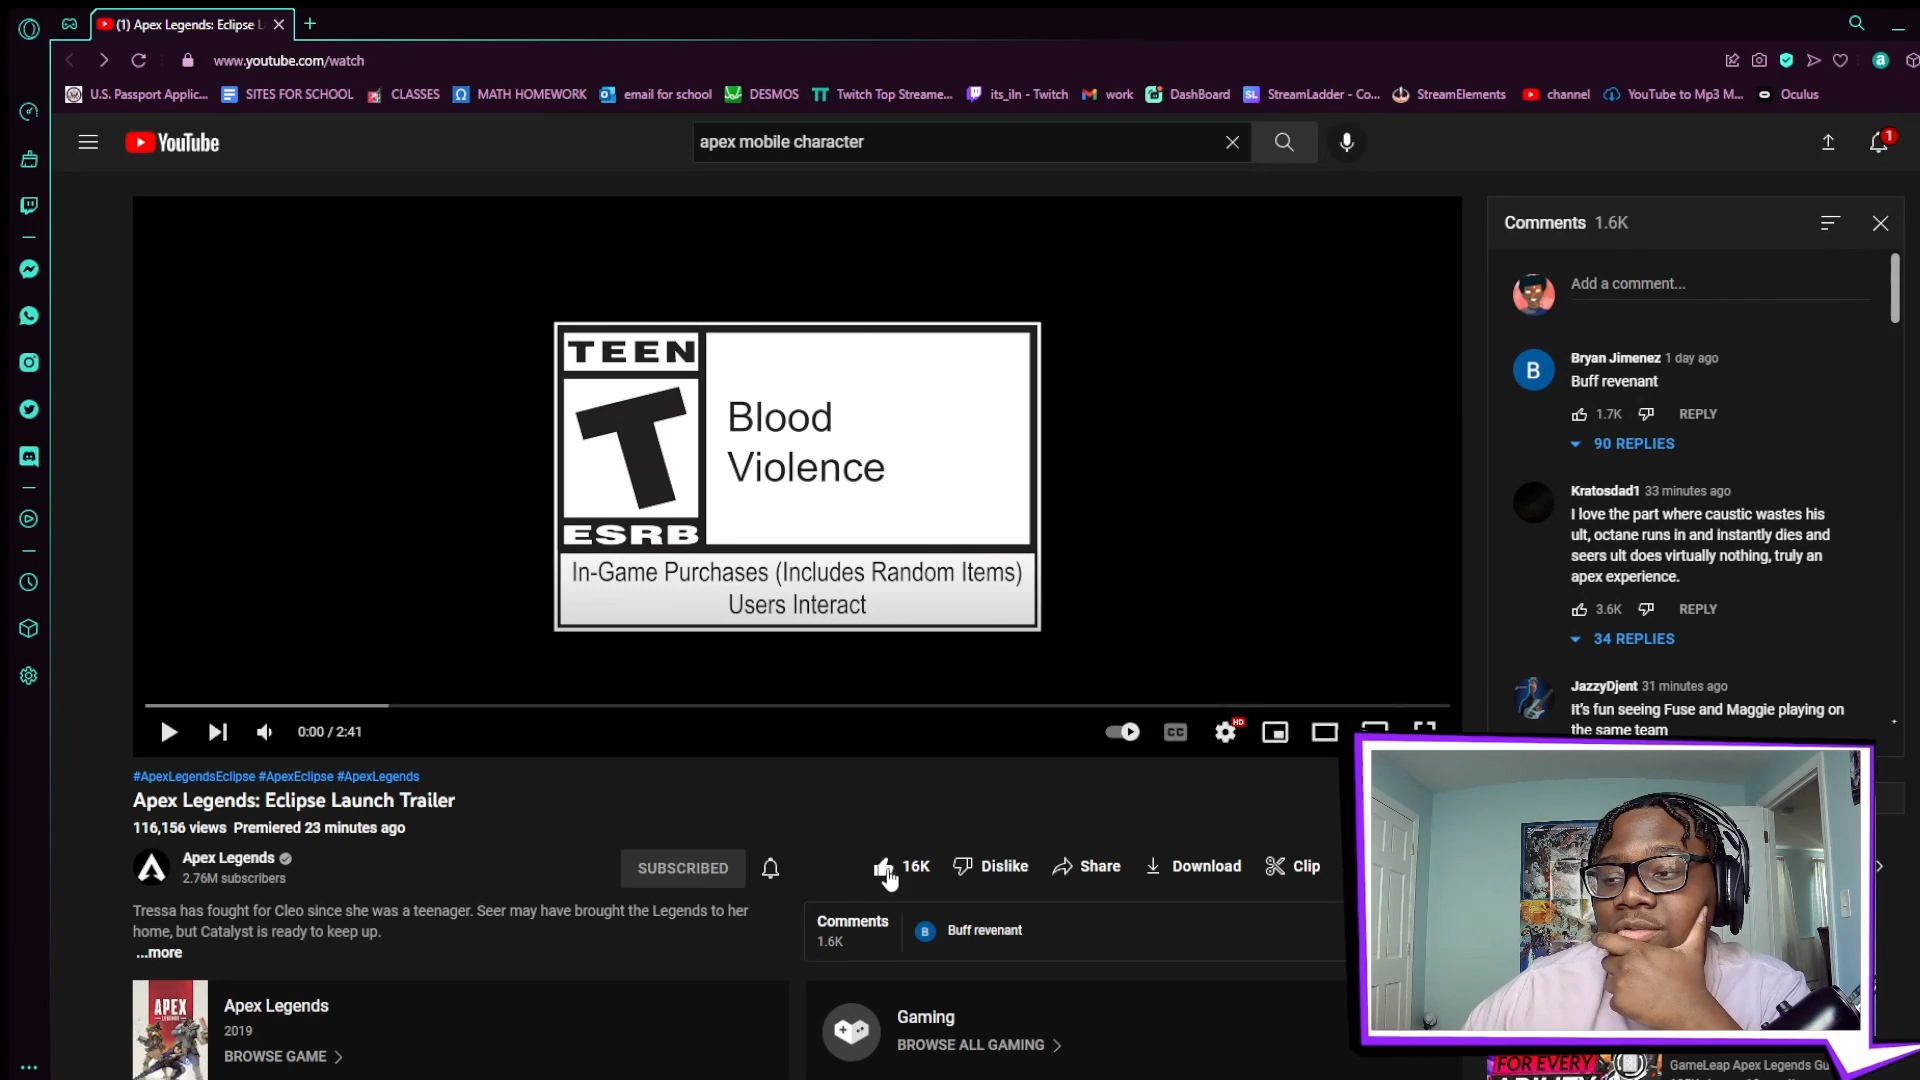 (1) Apex Legends: Eclipse L
www.youtube.com/watch
U.S. Passport Applic...
SITES FOR SCHOOL
CLASSES
MATH HOMEWORK
email for school
DESMOS
Twitch Top Streame...
its_iln - Twitch
work
DashBoard
StreamLadder - Co...
StreamElements
channel
YouTube to Mp3 M...
Oculus
YouTube
apex mobile character
1
TEEN
T
ESRB
Blood
Violence
In-Game Purchases (Includes Random Items)
Users Interact
0:00 / 2:41
CC
HD
#ApexLegendsEclipse #ApexEclipse #ApexLegends
Apex Legends: Eclipse Launch Trailer
116,156 views Premiered 23 minutes ago
Apex Legends
2.76M subscribers
SUBSCRIBED
16K
Dislike
Share
Download
Clip
Tressa has fought for Cleo since she was a teenager. Seer may have brought the Legends to her
home, but Catalyst is ready to keep up.
...more
Comments
1.6K
B
Buff revenant
APEX
LEGENDS
Apex Legends
2019
BROWSE GAME
Gaming
BROWSE ALL GAMING
Comments 1.6K
Add a comment...
B
Bryan Jimenez 1 day ago
Buff revenant
1.7K
REPLY
90 REPLIES
Kratosdad1 33 minutes ago
I love the part where caustic wastes his
ult, octane runs in and instantly dies and
seers ult does virtually nothing, truly an
apex experience.
3.6K
REPLY
34 REPLIES
JazzyDjent 31 minutes ago
It's fun seeing Fuse and Maggie playing on
the same team
FOR EVERY
GameLeap Apex Legends Gu